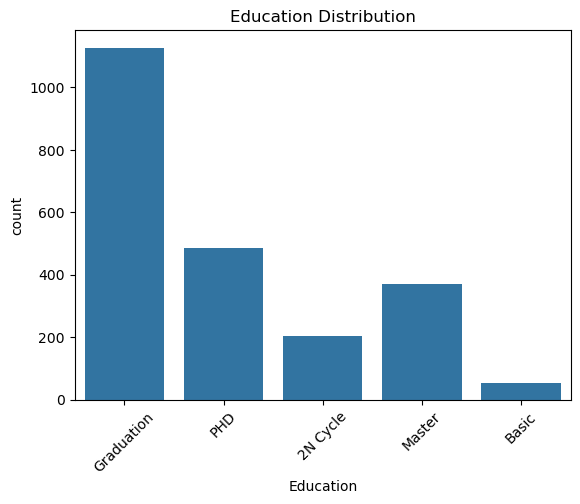 Education Distribution
1000
800
600
400
200
0
count
Graduation
PHD
2N Cycle
Master
Basic
Education